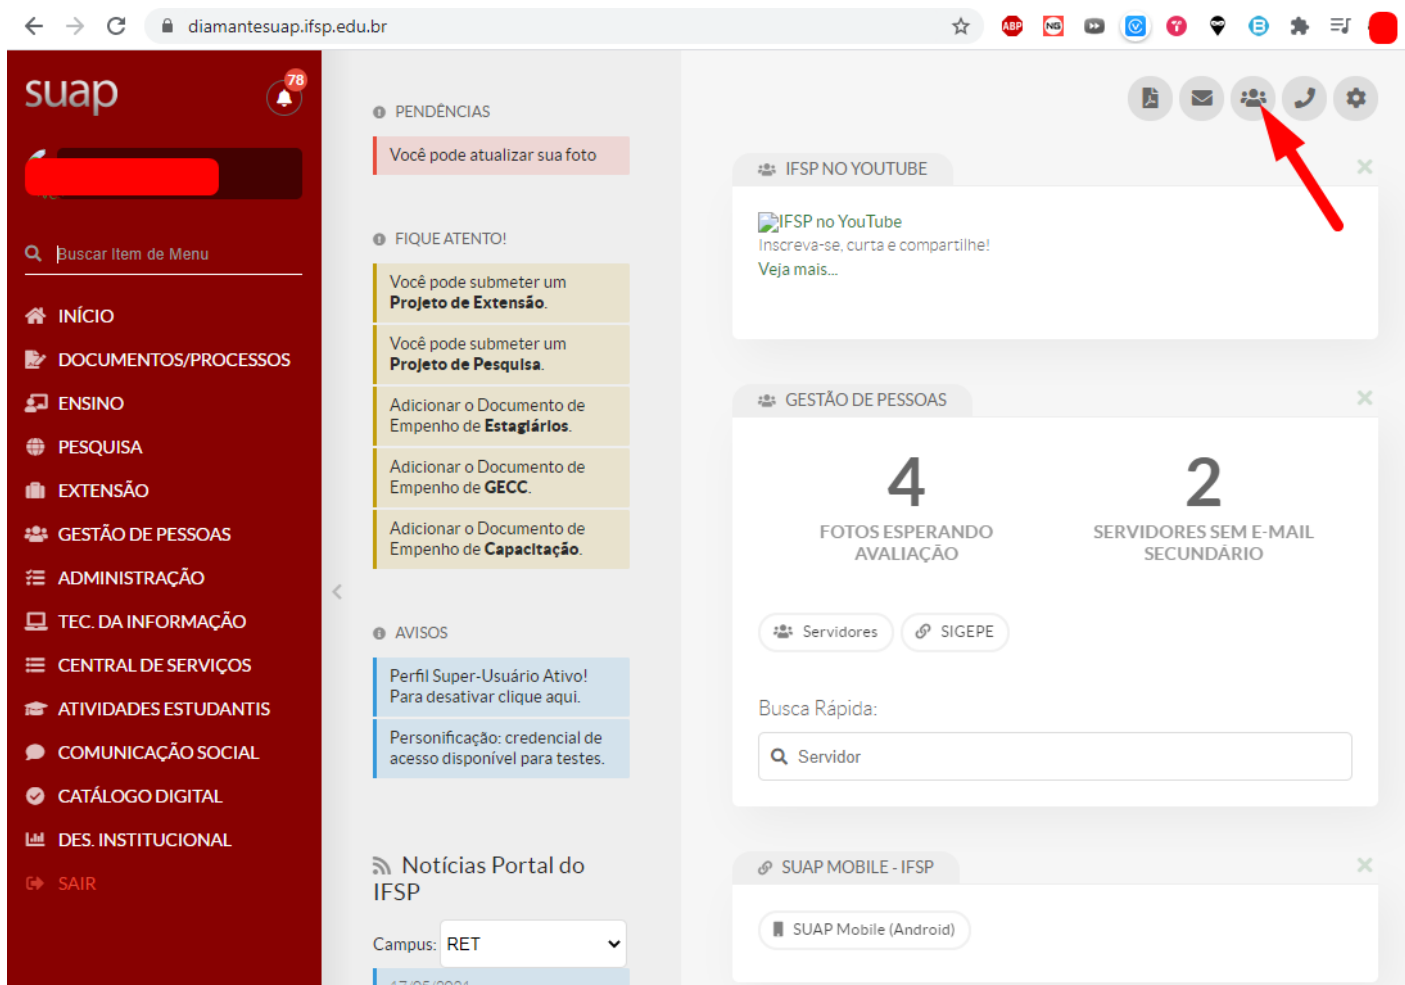 diamantesuap.ifsp.edu.br
ABP
NG
suap
78
Buscar Item de Menu
INÍCIO
DOCUMENTOS/PROCESSOS
ENSINO
PESQUISA
EXTENSÃO
GESTÃO DE PESSOAS
ADMINISTRAÇÃO
TEC. DA INFORMAÇÃO
CENTRAL DE SERVIÇOS
ATIVIDADES ESTUDANTIS
COMUNICAÇÃO SOCIAL
CATÁLOGO DIGITAL
DES. INSTITUCIONAL
SAIR
PENDÊNCIAS
Você pode atualizar sua foto
FIQUE ATENTO!
Você pode submeter um
Projeto de Extensão.
Você pode submeter um
Projeto de Pesquisa.
Adicionar o Documento de
Empenho de Estagiários.
Adicionar o Documento de
Empenho de GECC.
Adicionar o Documento de
Empenho de Capacitação.
AVISOS
Perfil Super-Usuário Ativo!
Para desativar clique aqui.
Personificação: credencial de
acesso disponível para testes.
Notícias Portal do
IFSP
Campus: RET
IFSP NO YOUTUBE
IFSP no YouTube
Inscreva-se, curta e compartilhe!
Veja mais...
GESTÃO DE PESSOAS
4
FOTOS ESPERANDO
AVALIAÇÃO
2
SERVIDORES SEM E-MAIL
SECUNDÁRIO
Servidores
SIGEPE
Busca Rápida:
Servidor
SUAP MOBILE - IFSP
SUAP Mobile (Android)